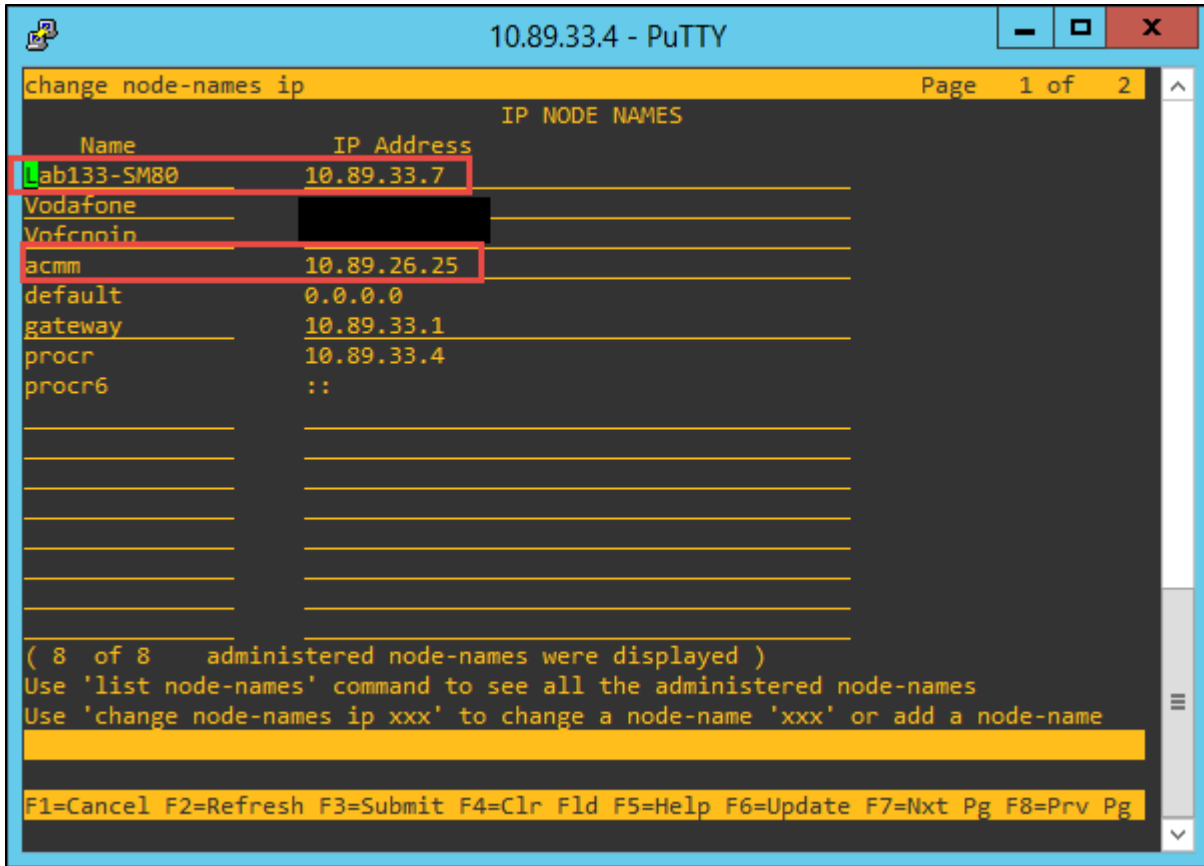 10.89.33.4 - PuTTY
change node-names ip Page 1 of 2
IP NODE NAMES
Name IP Address
Lab133-SM80 10.89.33.7
Vodafone
Vofcnoip
acmm 10.89.26.25
default 0.0.0.0
gateway 10.89.33.1
procr 10.89.33.4
procr6 ::
( 8 of 8 administered node-names were displayed )
Use 'list node-names' command to see all the administered node-names
Use 'change node-names ip xxx' to change a node-name 'xxx' or add a node-name
F1=Cancel F2=Refresh F3=Submit F4=Clr Fld F5=Help F6=Update F7=Nxt Pg F8=Prv Pg